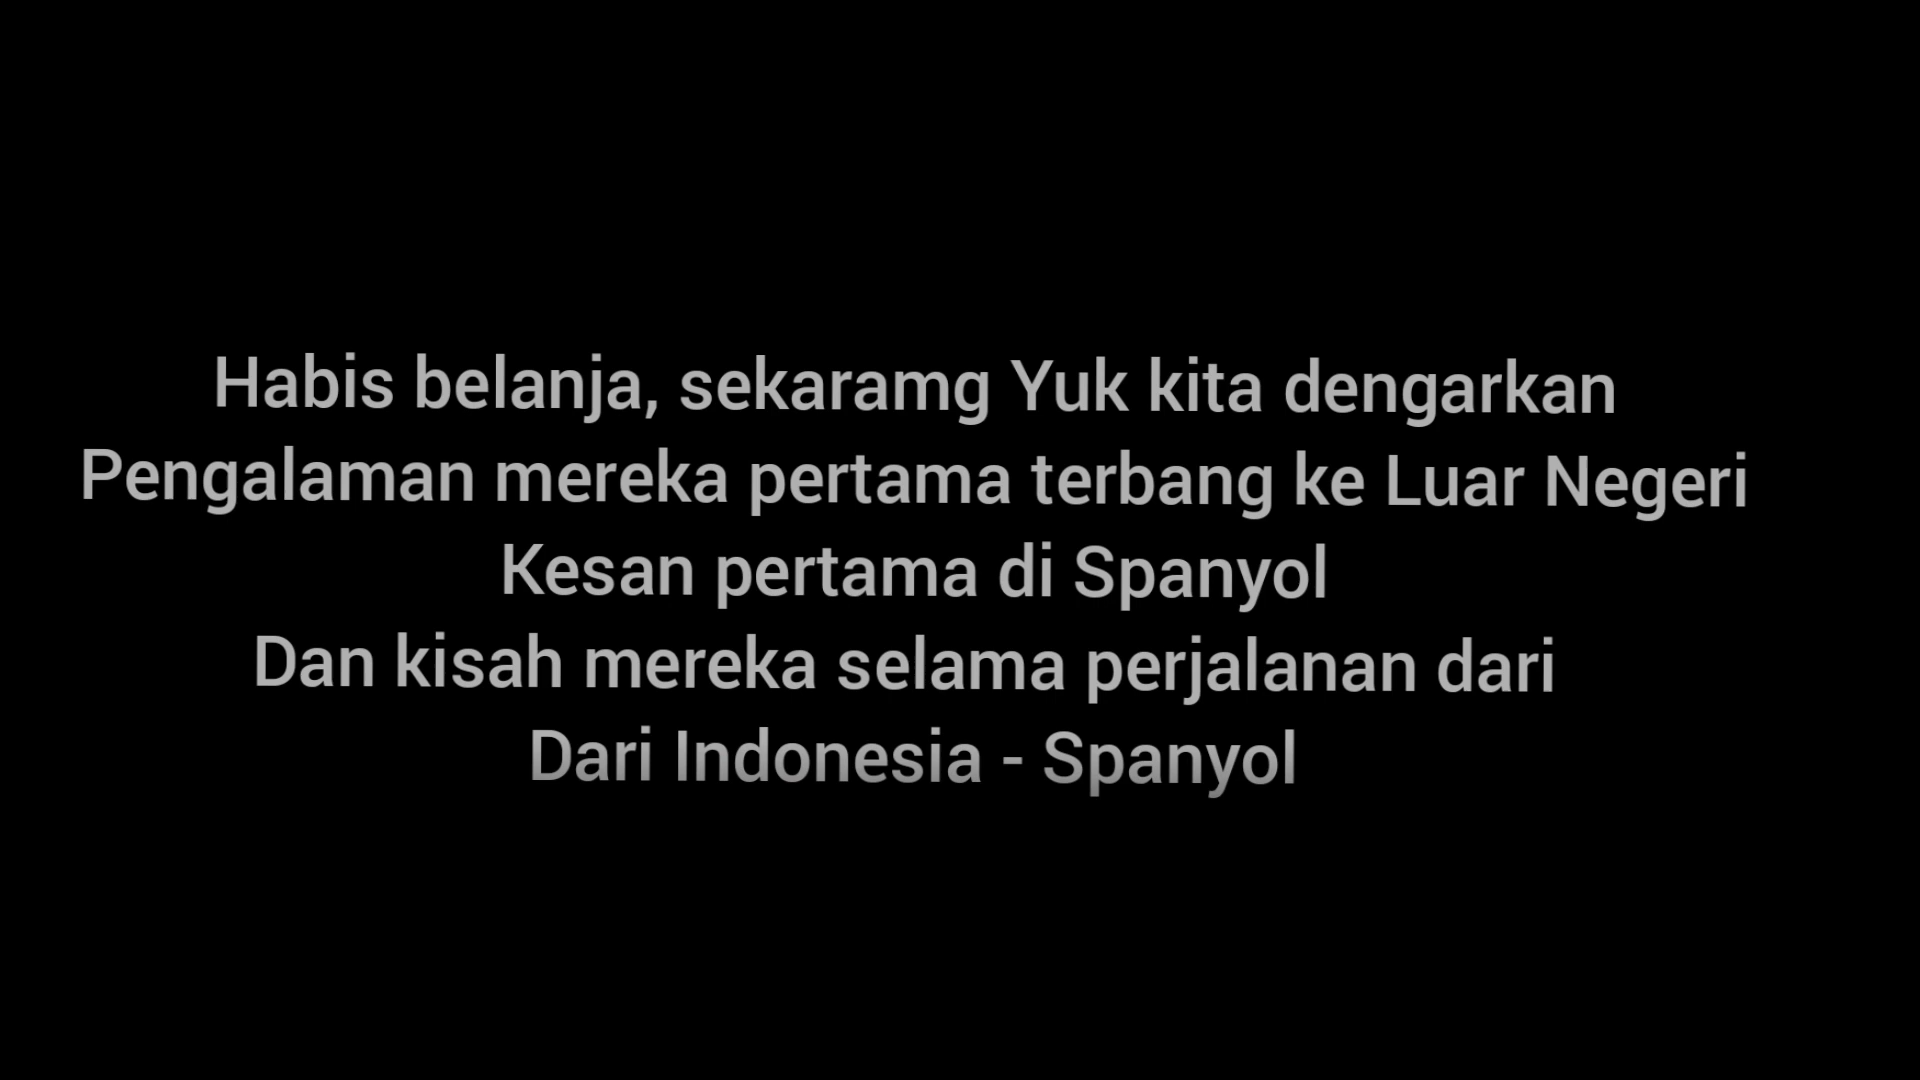 Habis belanja, sekaramg Yuk kita dengarkan
Pengalaman mereka pertama terbang ke Luar Negeri
Kesan pertama di Spanyol
Dan kisah mereka selama perjalanan dari
Dari Indonesia - Spanyol